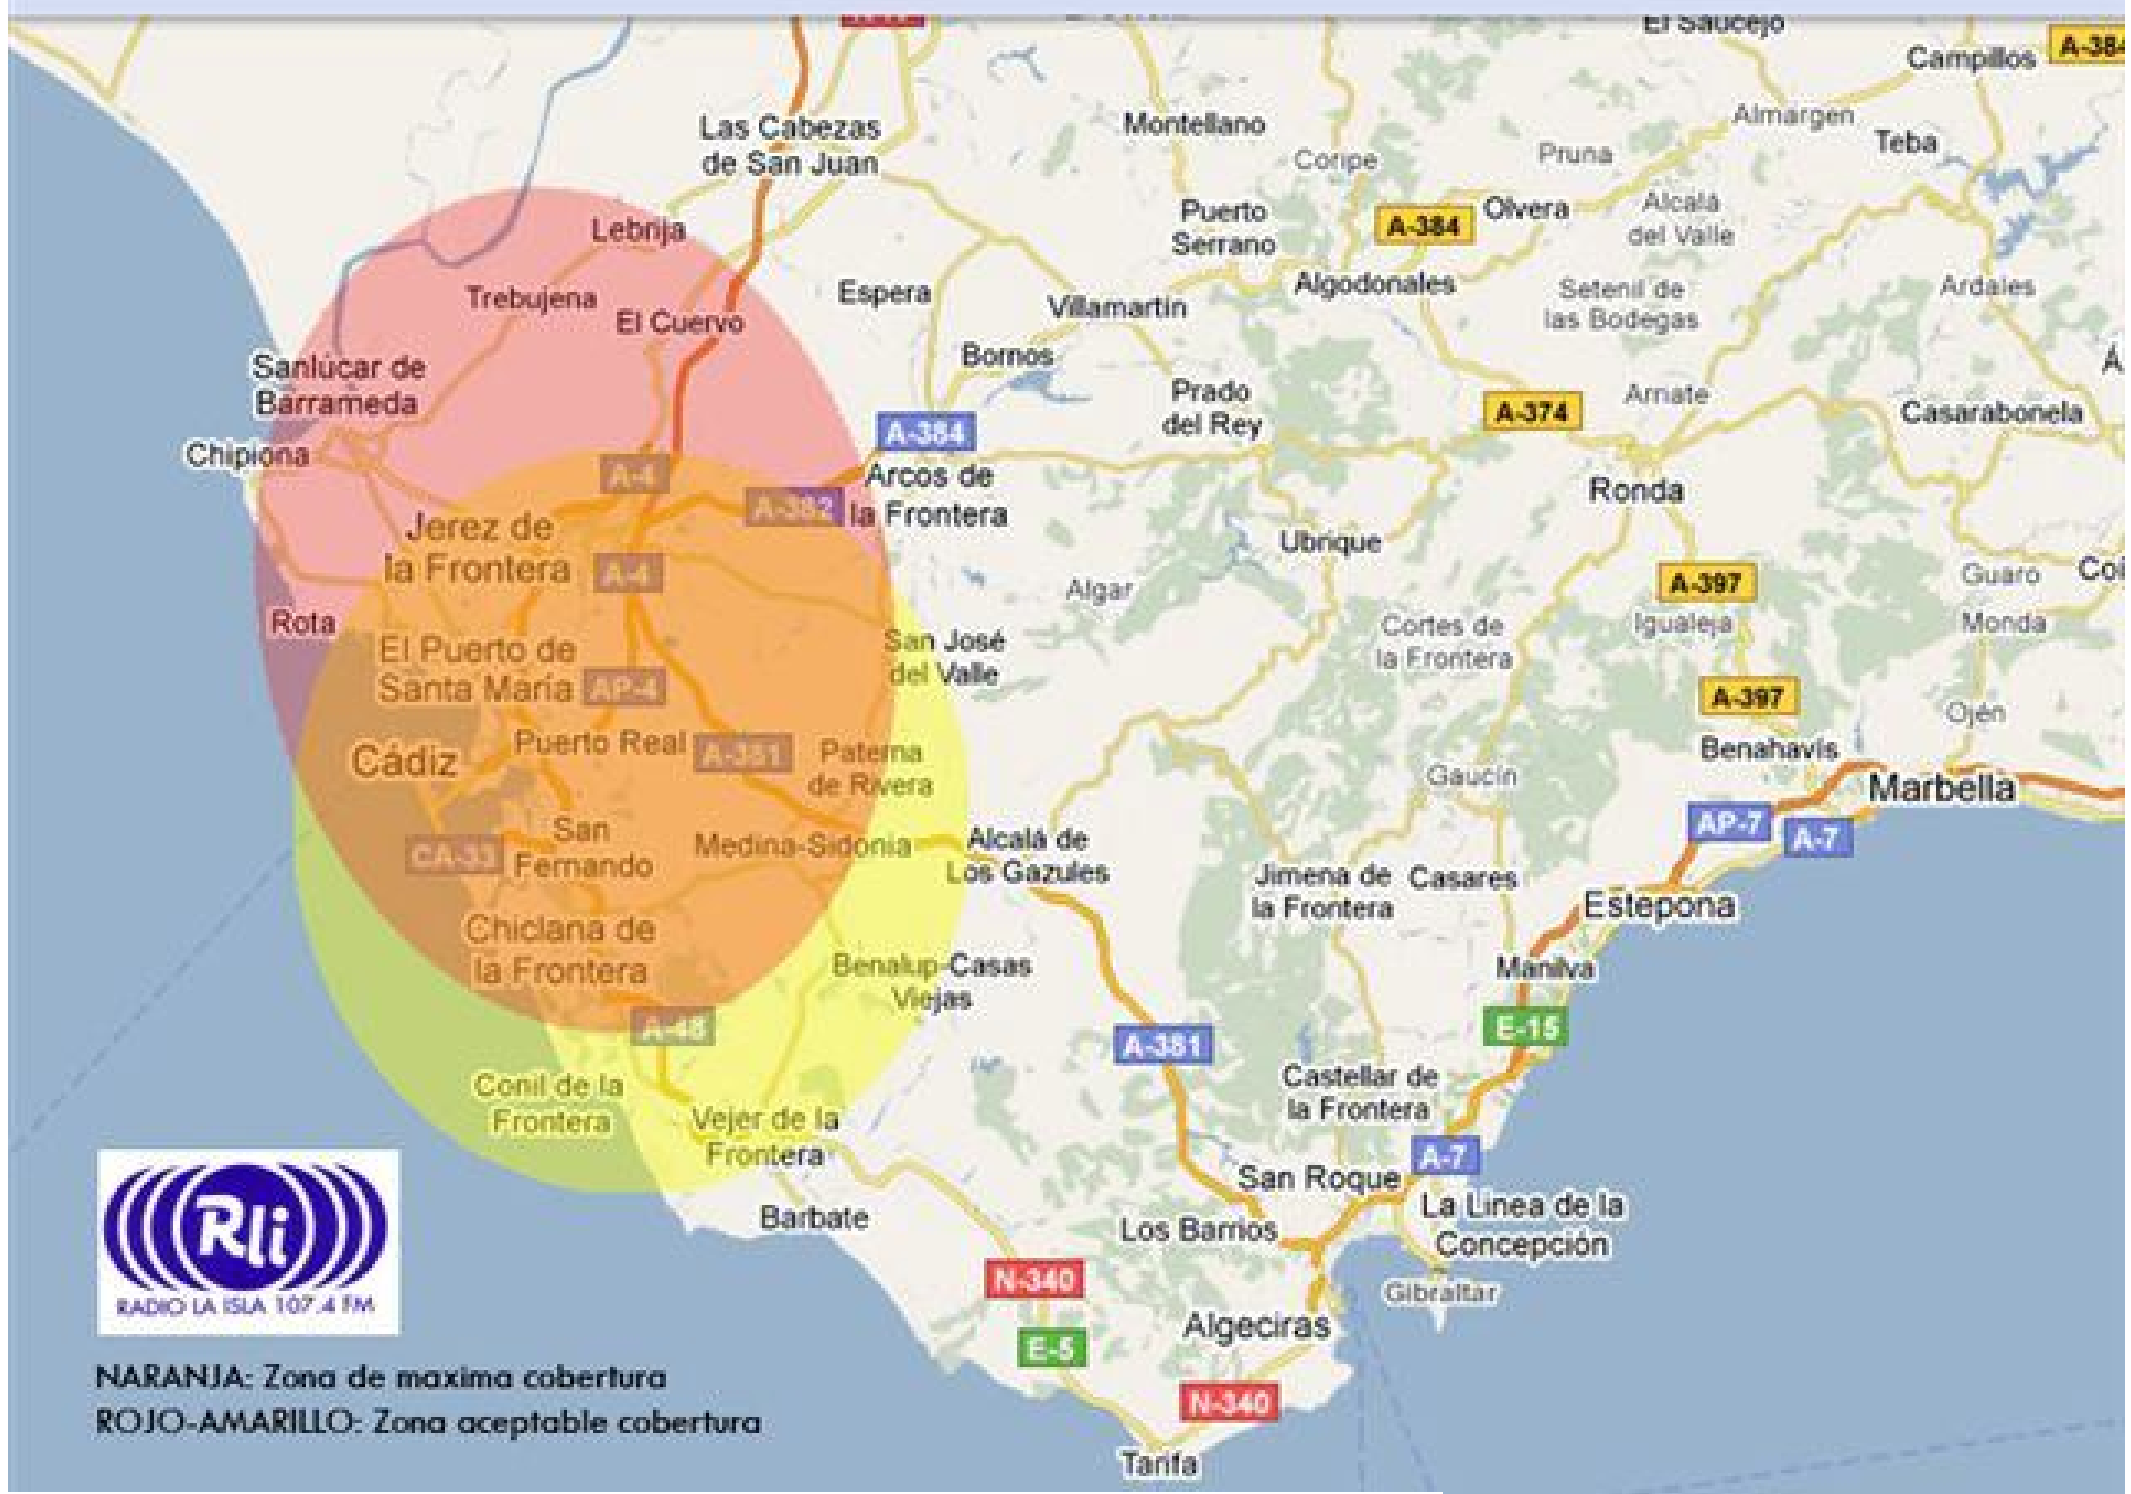 El Saucejo
Campillos
A-384
Las Cabezas
de San Juan
Montellano
Almargen
Teba
Coripe
Pruna
Lebrija
Puerto
Serrano
A-384
Olvera
Alcalá
del Valle
Trebujena
El Cuervo
Espera
Villamartin
Algodonales
Setenil de
las Bodegas
Ardales
Sanlúcar de
Barrameda
Bornos
Prado
del Rey
A-374
Arriate
Casarabonela
Chipiona
A-4
A-384
Arcos de
la Frontera
A-382
Ronda
Jerez de
la Frontera
A-4
Ubrique
Algar
A-397
Guaro
Coi
Rota
El Puerto de
Santa María
AP-4
San José
del Valle
Cortes de
la Frontera
Igualeja
Monda
A-397
Ojén
Cádiz
Puerto Real
A-381
Paterna
de Rivera
Gaucín
Benahavís
Marbella
AP-7
A-7
CA-33
San
Fernando
Medina-Sidonia
Alcalá de
Los Gazules
Jimena de
la Frontera
Casares
Estepona
Chiclana de
la Frontera
Benalup-Casas
Viejas
Manilva
A-48
A-381
E-15
Conil de la
Frontera
Vejer de la
Frontera
Castellar de
la Frontera
A-7
San Roque
Barbate
Los Barrios
La Linea de la
Concepción
N-340
Gibraltar
E-5
Algeciras
N-340
Tarifa
Rli
RADIO LA ISLA 107.4 FM
NARANJA: Zona de maxima cobertura
ROJO-AMARILLO: Zona aceptable cobertura